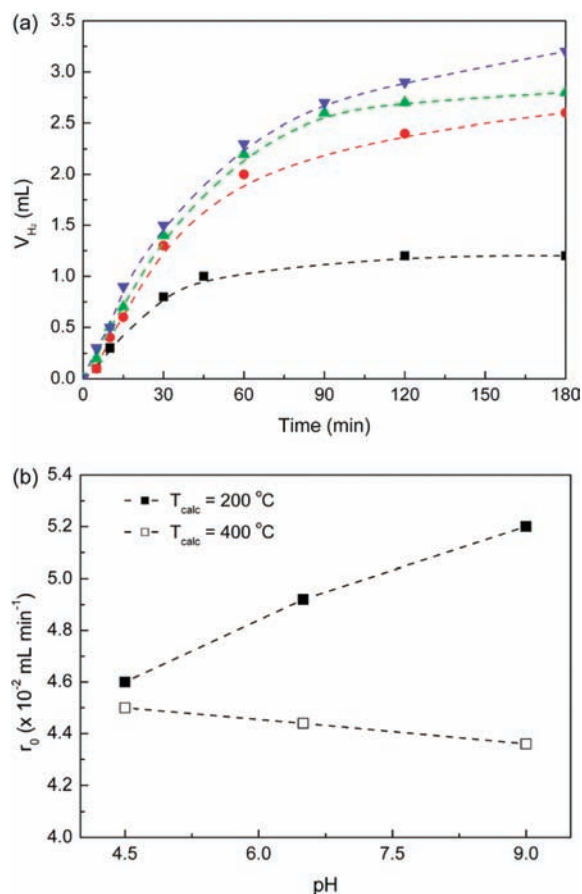 (a)
3.5
3.0
2.5
2.0
1.5
1.0
0.5
0.0
V_H₂ (mL)
0 30 60 90 120 150 180
Time (min)
(b)
5.4
5.2
5.0
4.8
4.6
4.4
4.2
4.0
r₀ (x 10⁻² mL min⁻¹)
T_calc = 200 °C
T_calc = 400 °C
4.5 6.0 7.5 9.0
pH